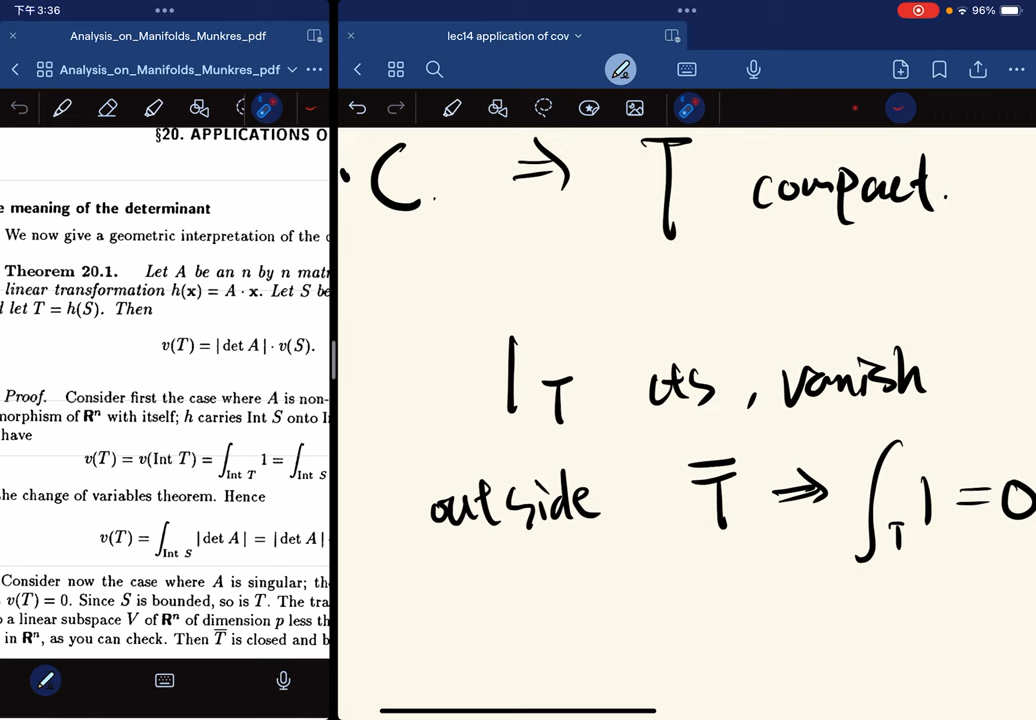 下午3:36
96%
Analysis_on_Manifolds_Munkres_pdf
lec14 application of cov
Analysis_on_Manifolds_Munkres_pdf
§20. APPLICATIONS O
e meaning of the determinant
We now give a geometric interpretation of the
Theorem 20.1. Let A be an n by n matr
linear transformation h(x) = A · x. Let S be
l let T = h(S). Then
v(T) = | det A| · v(S).
Proof. Consider first the case where A is non-
morphism of Rⁿ with itself; h carries Int S onto I
have
v(T) = v(Int T) = ∫_{Int T} 1 = ∫_{Int S}
he change of variables theorem. Hence
v(T) = ∫_{Int S} |det A| = |det A|
Consider now the case where A is singular; the
v(T) = 0. Since S is bounded, so is T. The tra
o a linear subspace V of Rⁿ of dimension p less th
in Rⁿ, as you can check. Then T̄ is closed and b
C. ⇒ T compact.
1_T cts, vanish
outside T̄ ⇒ ∫_T 1 = 0